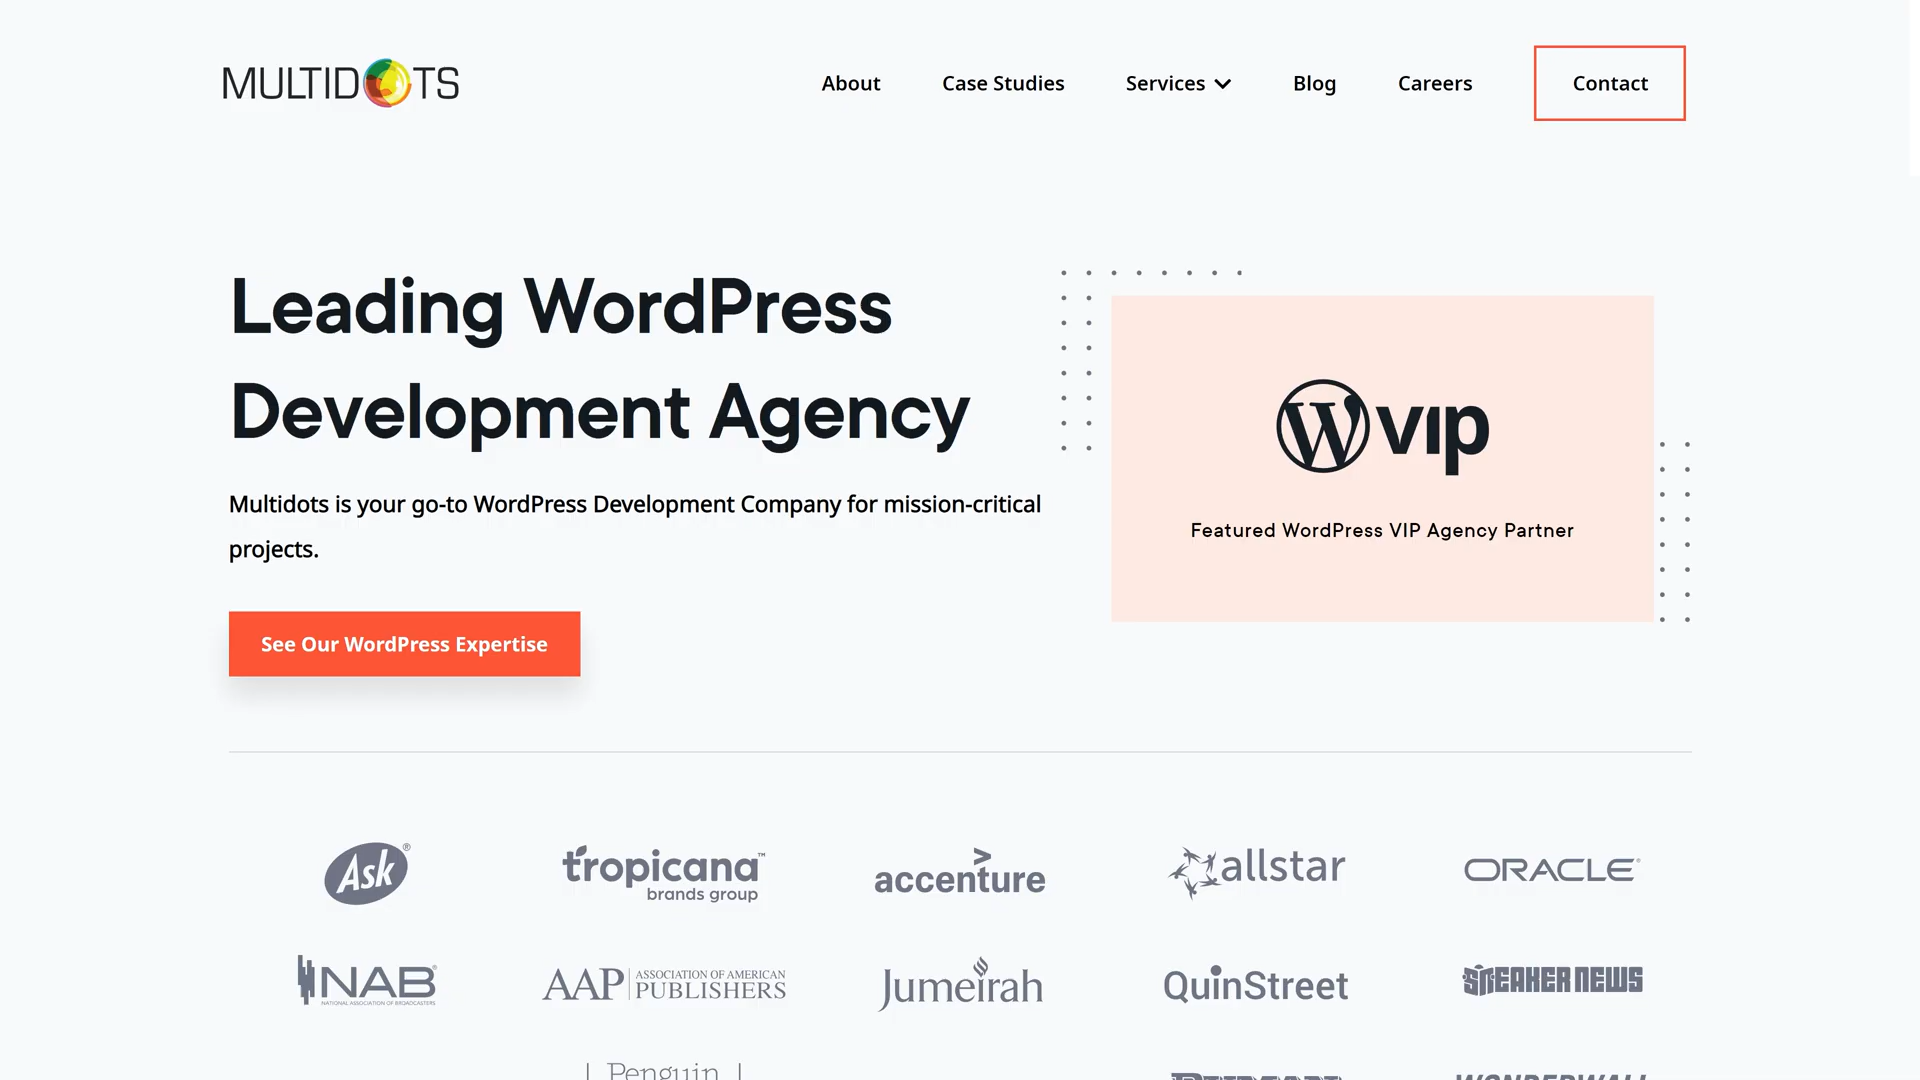 MULTIDOTS
About
Case Studies
Services
Blog
Careers
Contact
Leading WordPress
Development Agency
Multidots is your go-to WordPress Development Company for mission-critical
projects.
See Our WordPress Expertise
W vip
Featured WordPress VIP Agency Partner
Ask®
tropicana™
brands group
accenture
allstar
ORACLE®
NAB®
NATIONAL ASSOCIATION OF BROADCASTERS
AAP
ASSOCIATION OF AMERICAN
PUBLISHERS
Jumeirah
QuinStreet
SNEAKER NEWS
Penguin